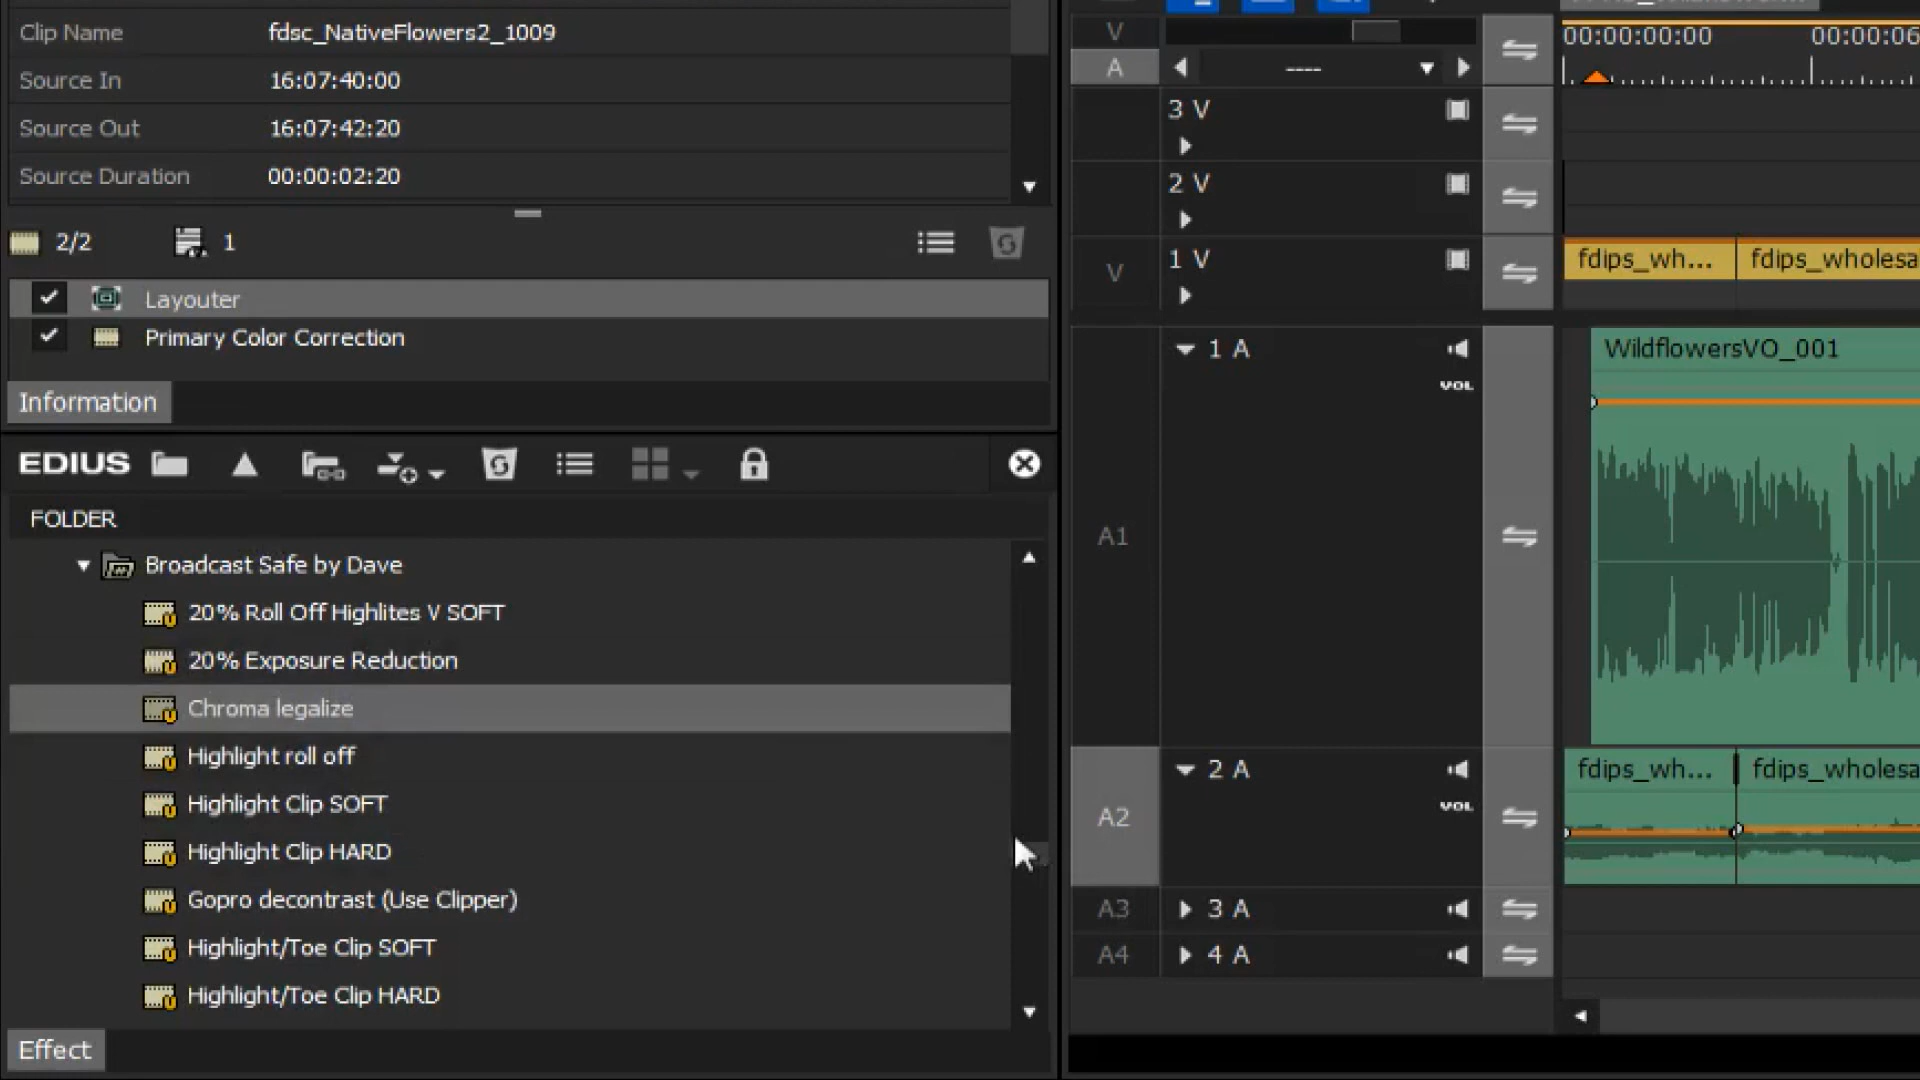 Clip Name fdsc_NativeFlowers2_1009
Source In 16:07:40:00
Source Out 16:07:42:20
Source Duration 00:00:02:20
2/2 1
Layouter
Primary Color Correction
Information
EDIUS
FOLDER
Broadcast Safe by Dave
20% Roll Off Highlites V SOFT
20% Exposure Reduction
Chroma legalize
Highlight roll off
Highlight Clip SOFT
Highlight Clip HARD
Gopro decontrast (Use Clipper)
Highlight/Toe Clip SOFT
Highlight/Toe Clip HARD
Effect
V
A ----
00:00:00:00 00:00:06
3 V
2 V
V 1 V
fdips_wh... fdips_wholesa
1 A
VOL
A1
WildflowersVO_001
2 A
VOL
A2
fdips_wh... fdips_wholesa
A3 3 A
A4 4 A